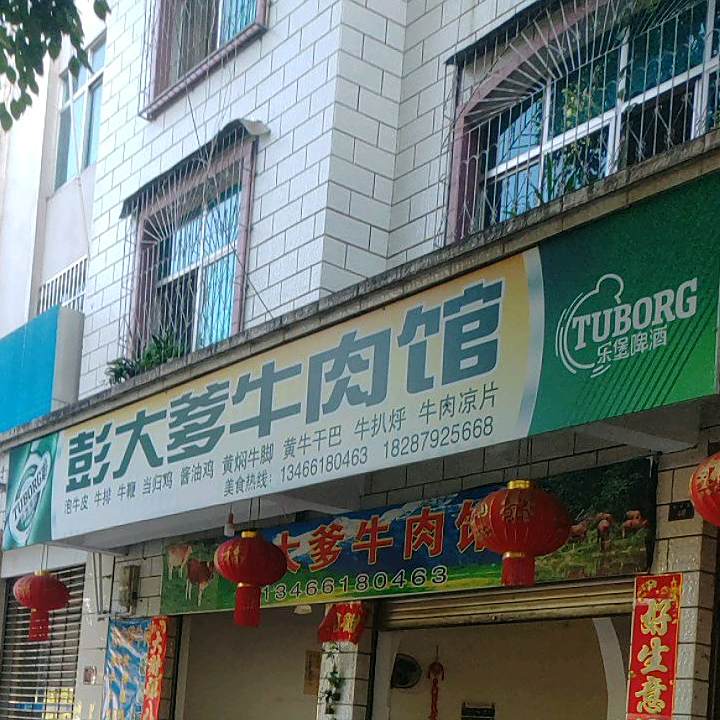 彭大爹牛肉馆
泡牛皮 牛排 牛鞭 当归鸡 酱油鸡 黄焖牛脚 黄牛干巴 牛扒烀 牛肉凉片
美食热线：13466180463 18287925668
TUBORG
乐堡啤酒
TUBORG
大爹牛肉馆
13466180463
好生意